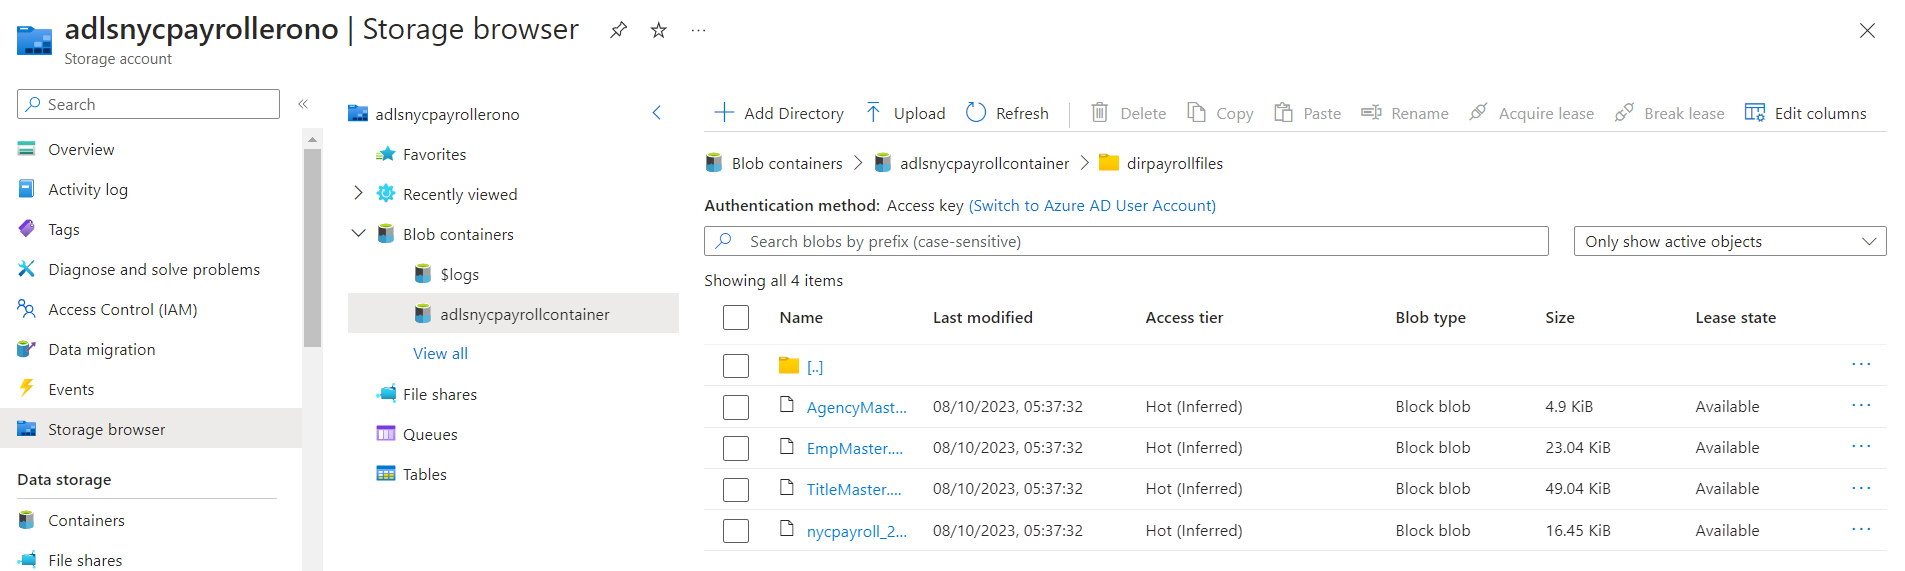 adlsnycpayrollerono | Storage browser
Storage account
Search
Overview
Activity log
Tags
Diagnose and solve problems
Access Control (IAM)
Data migration
Events
Storage browser
Data storage
Containers
File shares
adlsnycpayrollerono
Favorites
Recently viewed
Blob containers
$logs
adlsnycpayrollcontainer
View all
File shares
Queues
Tables
Add Directory Upload Refresh Delete Copy Paste Rename Acquire lease Break lease Edit columns
Blob containers > adlsnycpayrollcontainer > dirpayrollfiles
Authentication method: Access key (Switch to Azure AD User Account)
Search blobs by prefix (case-sensitive) Only show active objects
Showing all 4 items
Name Last modified Access tier Blob type Size Lease state
[..] ...
AgencyMast... 08/10/2023, 05:37:32 Hot (Inferred) Block blob 4.9 KiB Available ...
EmpMaster.... 08/10/2023, 05:37:32 Hot (Inferred) Block blob 23.04 KiB Available ...
TitleMaster.... 08/10/2023, 05:37:32 Hot (Inferred) Block blob 49.04 KiB Available ...
nycpayroll_2... 08/10/2023, 05:37:32 Hot (Inferred) Block blob 16.45 KiB Available ...